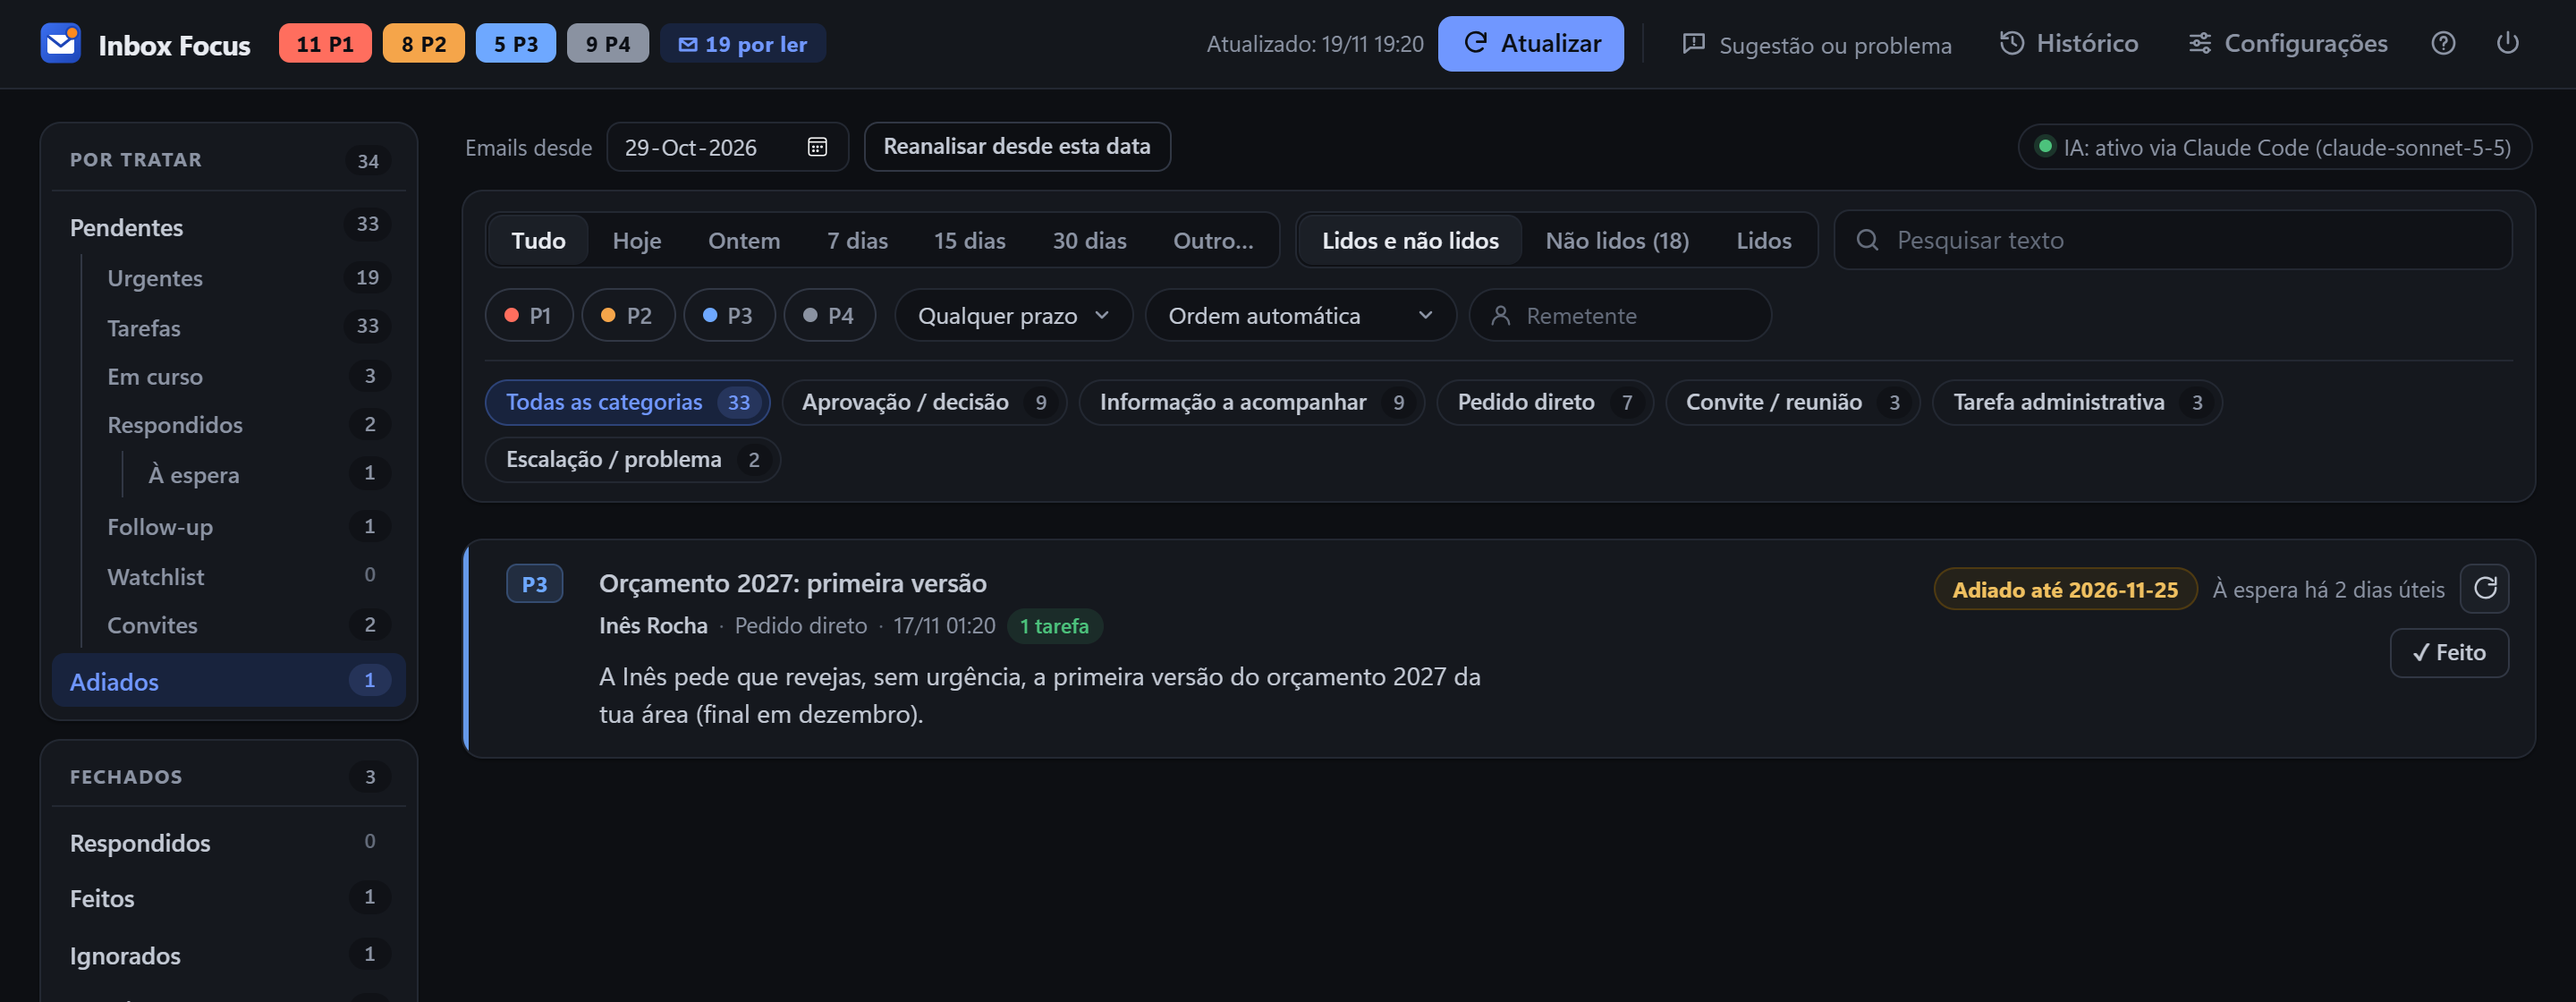 Inbox Focus 11 P1 8 P2 5 P3 9 P4 19 por ler Atualizado: 19/11 19:20 Atualizar Sugestão ou problema Histórico Configurações
POR TRATAR 34
Pendentes 33
Urgentes 19
Tarefas 33
Em curso 3
Respondidos 2
À espera 1
Follow-up 1
Watchlist 0
Convites 2
Adiados 1
FECHADOS 3
Respondidos 0
Feitos 1
Ignorados 1
Emails desde 29-Oct-2026 Reanalisar desde esta data IA: ativo via Claude Code (claude-sonnet-5-5)
Tudo Hoje Ontem 7 dias 15 dias 30 dias Outro... Lidos e não lidos Não lidos (18) Lidos Pesquisar texto
P1 P2 P3 P4 Qualquer prazo Ordem automática Remetente
Todas as categorias 33 Aprovação / decisão 9 Informação a acompanhar 9 Pedido direto 7 Convite / reunião 3 Tarefa administrativa 3
Escalação / problema 2
P3 Orçamento 2027: primeira versão Adiado até 2026-11-25 À espera há 2 dias úteis
Inês Rocha · Pedido direto · 17/11 01:20 1 tarefa
✓ Feito
A Inês pede que revejas, sem urgência, a primeira versão do orçamento 2027 da
tua área (final em dezembro).